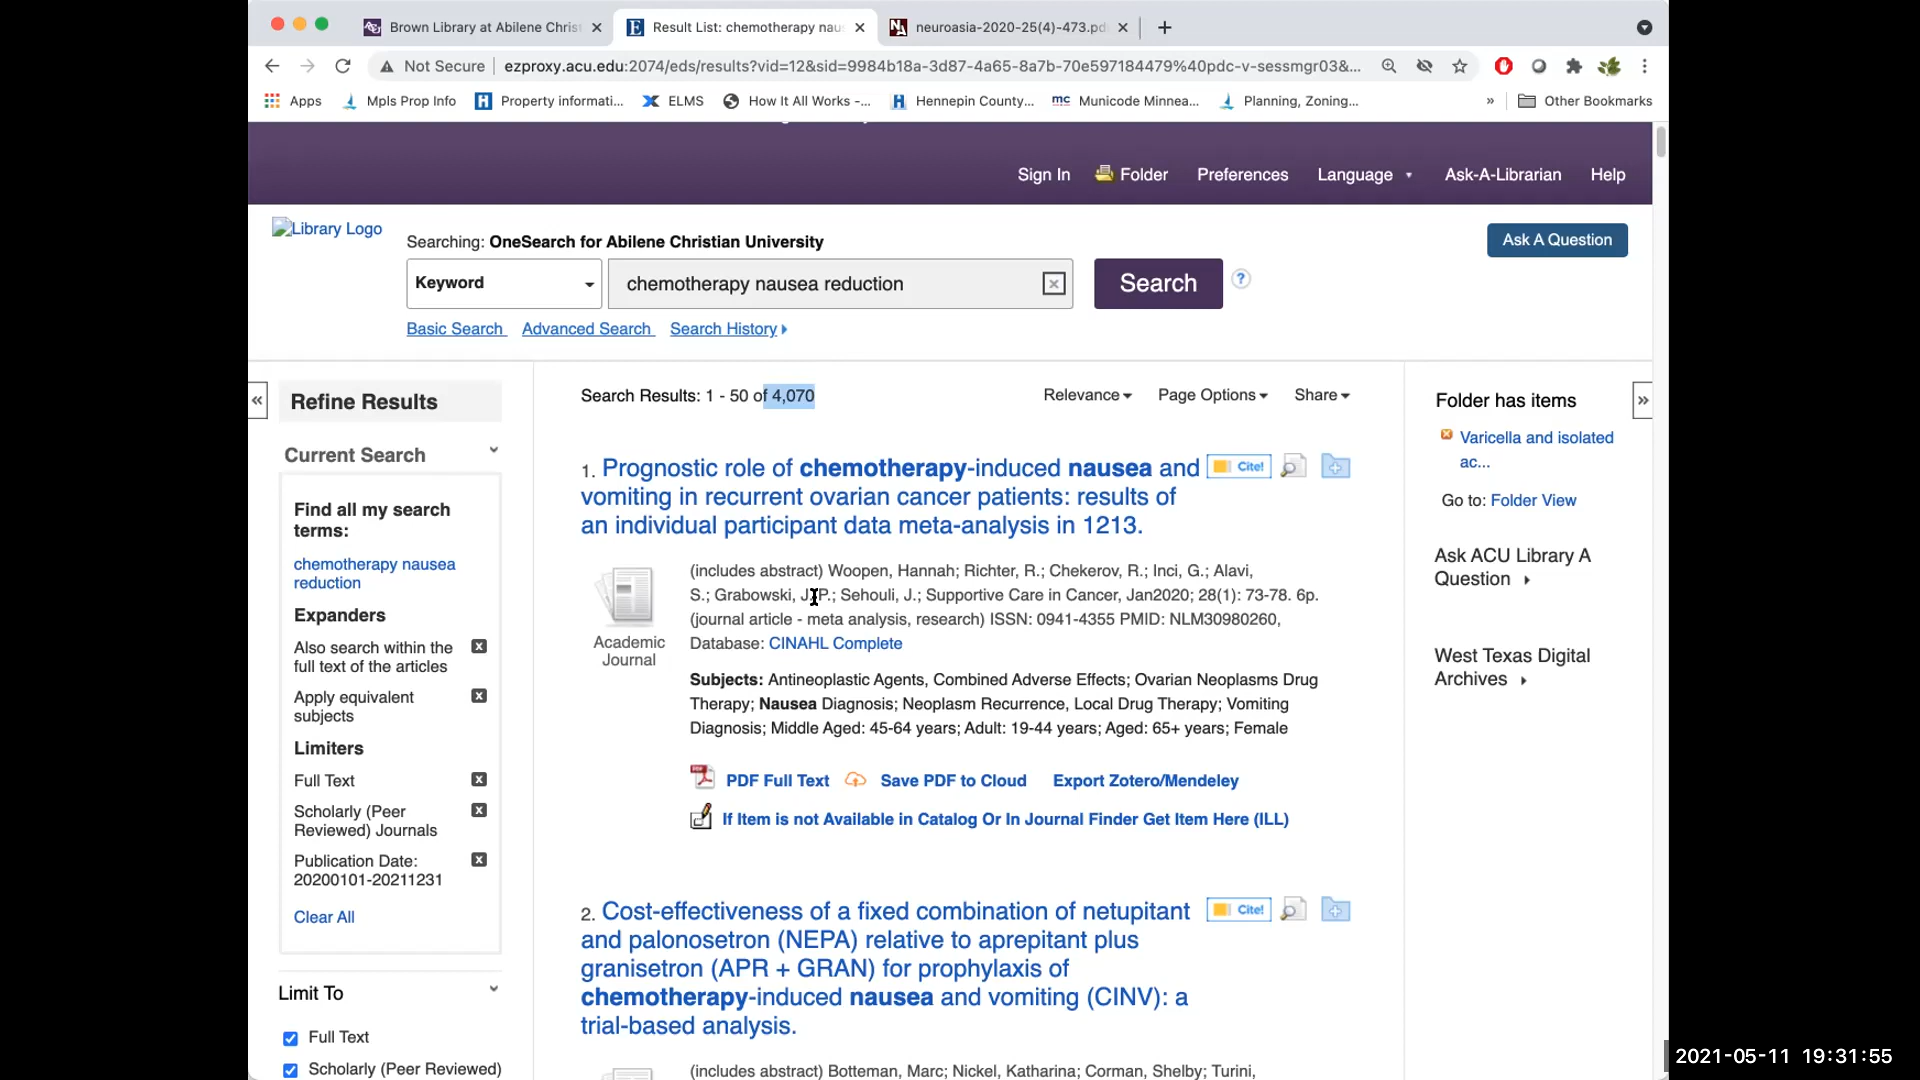 Brown Library at Abilene Christ
Result List: chemotherapy nau
neuroasia-2020-25(4)-473.pd
Not Secure
ezproxy.acu.edu:2074/eds/results?vid=12&sid=9984b18a-3d87-4a65-8a7b-70e597184479%40pdc-v-sessmgr03&...
Apps
Mpls Prop Info
Property informati...
ELMS
How It All Works -...
Hennepin County...
mc Municode Minnea...
Planning, Zoning...
»
Other Bookmarks
Sign In
Folder
Preferences
Language
Ask-A-Librarian
Help
Library Logo
Searching: OneSearch for Abilene Christian University
Ask A Question
Keyword
chemotherapy nausea reduction
Search
?
Basic Search
Advanced Search
Search History
«
Refine Results
Current Search
Find all my search
terms:
chemotherapy nausea
reduction
Expanders
Also search within the
full text of the articles
Apply equivalent
subjects
Limiters
Full Text
Scholarly (Peer
Reviewed) Journals
Publication Date:
20200101-20211231
Clear All
Limit To
Full Text
Scholarly (Peer Reviewed)
Search Results: 1 - 50 of 4,070
Relevance
Page Options
Share
1. Prognostic role of chemotherapy-induced nausea and
vomiting in recurrent ovarian cancer patients: results of
an individual participant data meta-analysis in 1213.
Cite!
Academic
Journal
(includes abstract) Woopen, Hannah; Richter, R.; Chekerov, R.; Inci, G.; Alavi,
S.; Grabowski, J. P.; Sehouli, J.; Supportive Care in Cancer, Jan2020; 28(1): 73-78. 6p.
(journal article - meta analysis, research) ISSN: 0941-4355 PMID: NLM30980260,
Database: CINAHL Complete
Subjects: Antineoplastic Agents, Combined Adverse Effects; Ovarian Neoplasms Drug
Therapy; Nausea Diagnosis; Neoplasm Recurrence, Local Drug Therapy; Vomiting
Diagnosis; Middle Aged: 45-64 years; Adult: 19-44 years; Aged: 65+ years; Female
PDF Full Text
Save PDF to Cloud
Export Zotero/Mendeley
If Item is not Available in Catalog Or In Journal Finder Get Item Here (ILL)
2. Cost-effectiveness of a fixed combination of netupitant
and palonosetron (NEPA) relative to aprepitant plus
granisetron (APR + GRAN) for prophylaxis of
chemotherapy-induced nausea and vomiting (CINV): a
trial-based analysis.
Cite!
(includes abstract) Botteman, Marc; Nickel, Katharina; Corman, Shelby; Turini,
»
Folder has items
Varicella and isolated
ac...
Go to: Folder View
Ask ACU Library A
Question
West Texas Digital
Archives
2021-05-11 19:31:55